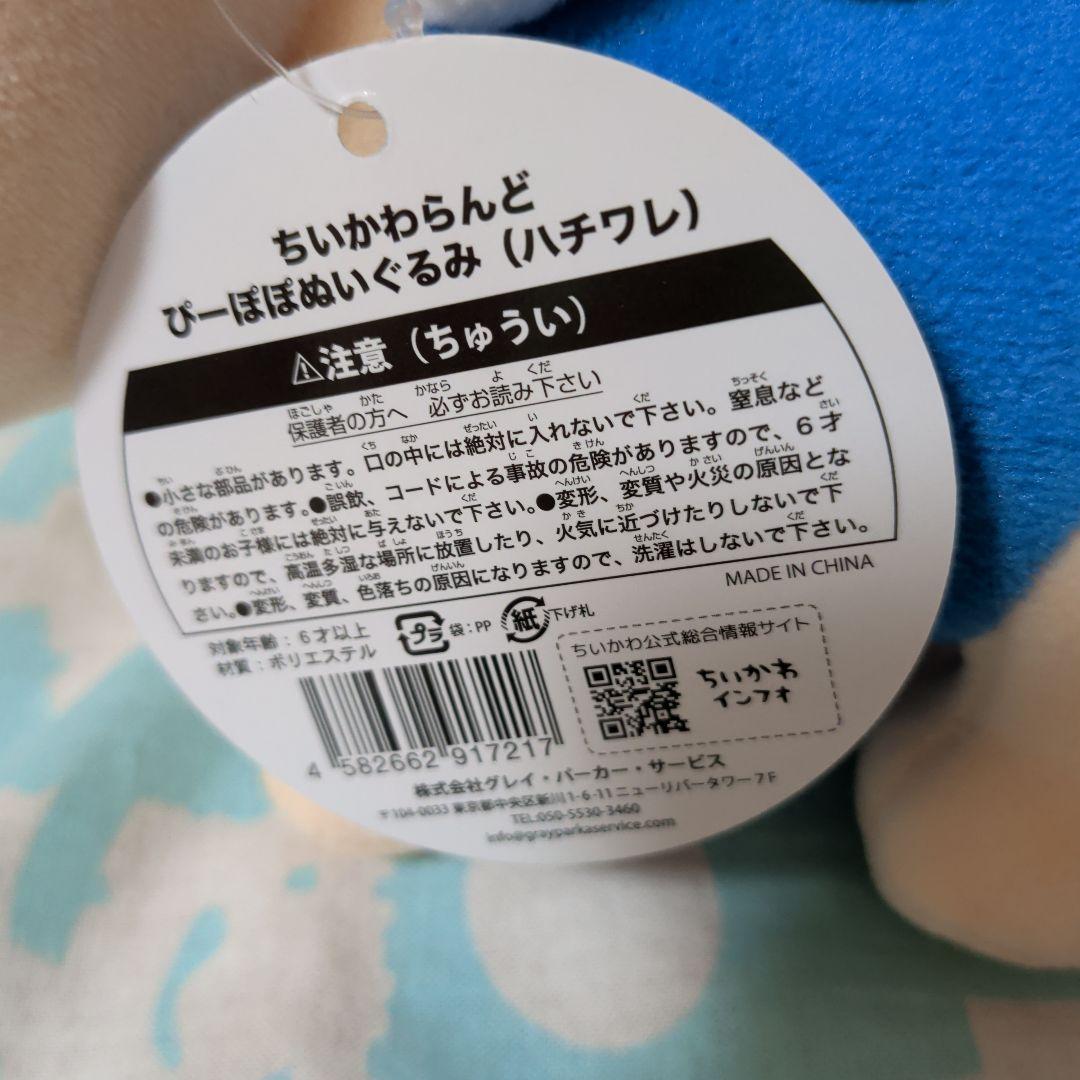 ちいかわらんど
ぴーぽぽぬいぐるみ（ハチワレ）
⚠注意（ちゅうい）
保護者の方へ 必ずお読み下さい
●小さな部品があります。口の中には絶対に入れないで下さい。窒息など
の危険があります。●誤飲、コードによる事故の危険がありますので、６才
未満のお子様には絶対に与えないで下さい。●変形、変質や火災の原因とな
りますので、高温多湿な場所に放置したり、火気に近づけたりしないで下
さい。●変形、変質、色落ちの原因になりますので、洗濯はしないで下さい。
MADE IN CHINA
対象年齢：６才以上
材質：ポリエステル
プラ 袋：PP 紙 下げ札
ちいかわ公式総合情報サイト
ちいかわ
インフォ
4 582662 917217
株式会社グレイ・パーカー・サービス
〒104-0033 東京都中央区新川1-6-11 ニューリバータワー7F
TEL:050-5530-3460
info@grayparkaservice.com